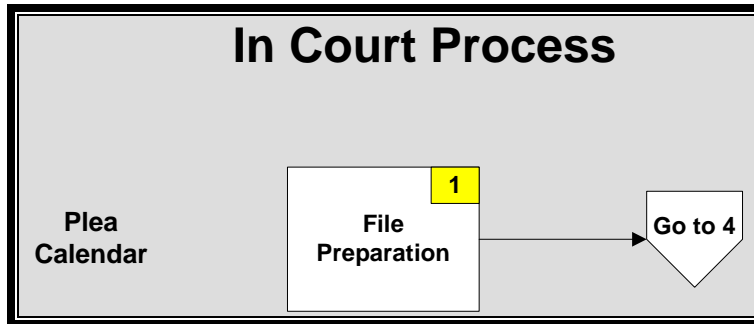 In Court Process
1
Plea
Calendar
File
Preparation
Go to 4